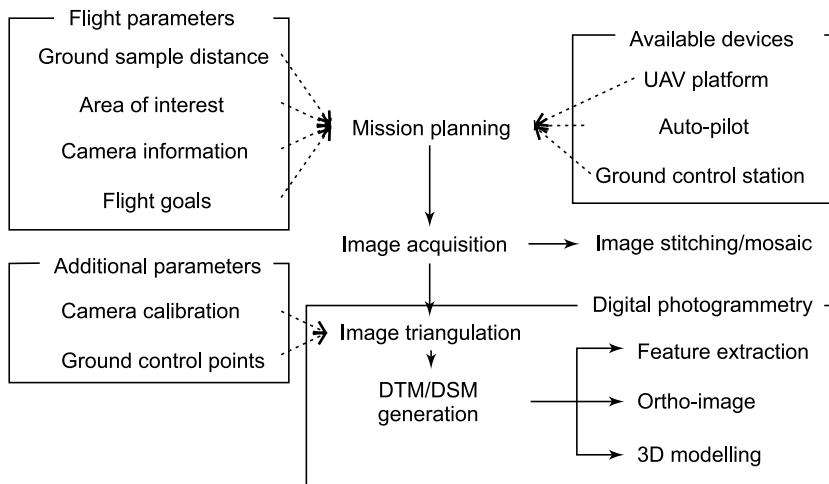 Flight parameters
Ground sample distance
Area of interest
Camera information
Flight goals
Available devices
UAV platform
Auto-pilot
Ground control station
Mission planning
Image acquisition
Image stitching/mosaic
Additional parameters
Camera calibration
Ground control points
Digital photogrammetry
Image triangulation
DTM/DSM
generation
Feature extraction
Ortho-image
3D modelling